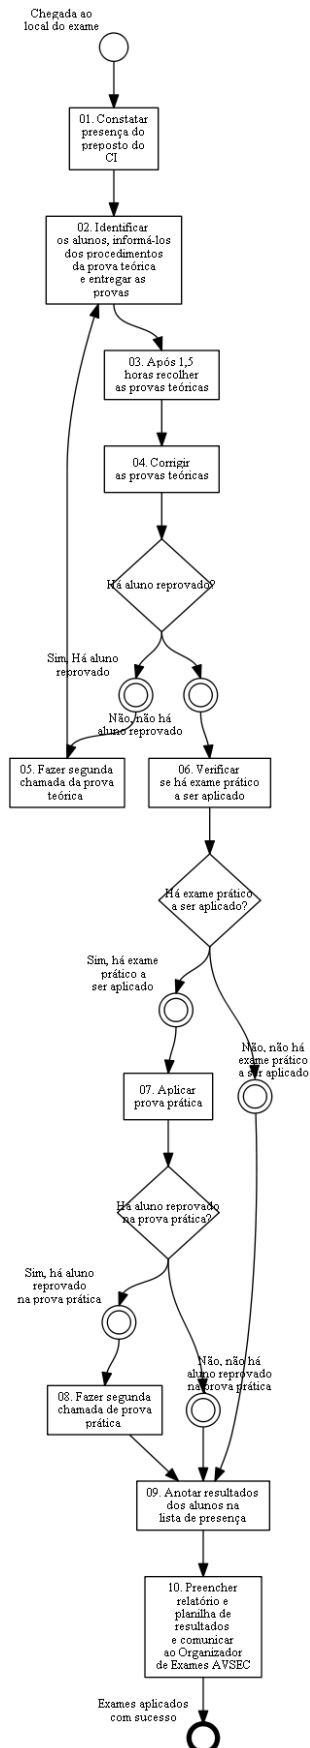 Chegada ao
local do exame
01. Constatar
presença do
preposto do
CI
02. Identificar
os alunos, informá-los
dos procedimentos
da prova teórica
e entregar as
provas
03. Após 1,5
horas recolher
as provas teóricas
04. Corrigir
as provas teóricas
Há aluno reprovado?
Sim, Há aluno
reprovado
Não, não há
aluno reprovado
05. Fazer segunda
chamada da prova
teórica
06. Verificar
se há exame prático
a ser aplicado
Há exame prático
a ser aplicado?
Sim, há exame
prático a
ser aplicado
Não, não há
exame prático
a ser aplicado
07. Aplicar
prova prática
Há aluno reprovado
na prova prática?
Sim, há aluno
reprovado
na prova prática
Não, não há
aluno reprovado
na prova prática
08. Fazer segunda
chamada de prova
prática
09. Anotar resultados
dos alunos na
lista de presença
10. Preencher
relatório e
planilha de
resultados
e comunicar
ao Organizador
de Exames AVSEC
Exames aplicados
com sucesso